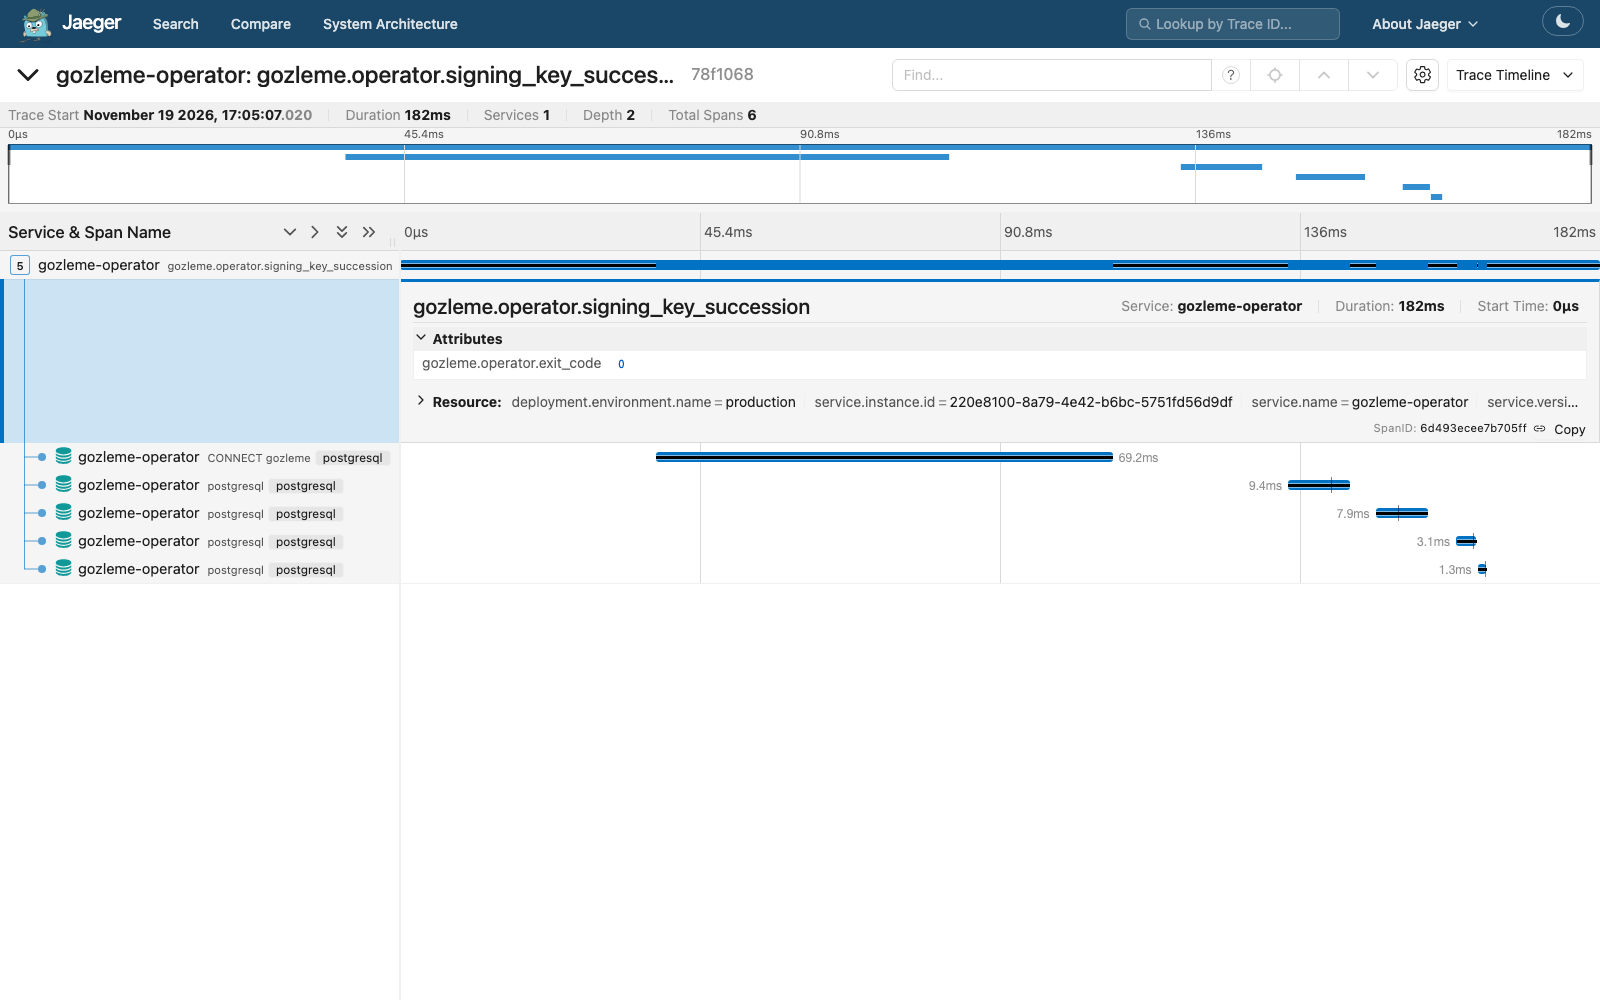 Jaeger Search Compare System Architecture Lookup by Trace ID... About Jaeger
gozleme-operator: gozleme.operator.signing_key_succes... 78f1068 Find... ? Trace Timeline
Trace Start November 19 2026, 17:05:07.020 Duration 182ms Services 1 Depth 2 Total Spans 6
0μs 45.4ms 90.8ms 136ms 182ms
Service & Span Name 0μs 45.4ms 90.8ms 136ms 182ms
5 gozleme-operator gozleme.operator.signing_key_succession
gozleme.operator.signing_key_succession Service: gozleme-operator Duration: 182ms Start Time: 0μs
Attributes
gozleme.operator.exit_code 0
Resource: deployment.environment.name = production service.instance.id = 220e8100-8a79-4e42-b6bc-5751fd56d9df service.name = gozleme-operator service.versi...
SpanID: 6d493ecee7b705ff Copy
gozleme-operator CONNECT gozleme postgresql 69.2ms
gozleme-operator postgresql postgresql 9.4ms
gozleme-operator postgresql postgresql 7.9ms
gozleme-operator postgresql postgresql 3.1ms
gozleme-operator postgresql postgresql 1.3ms